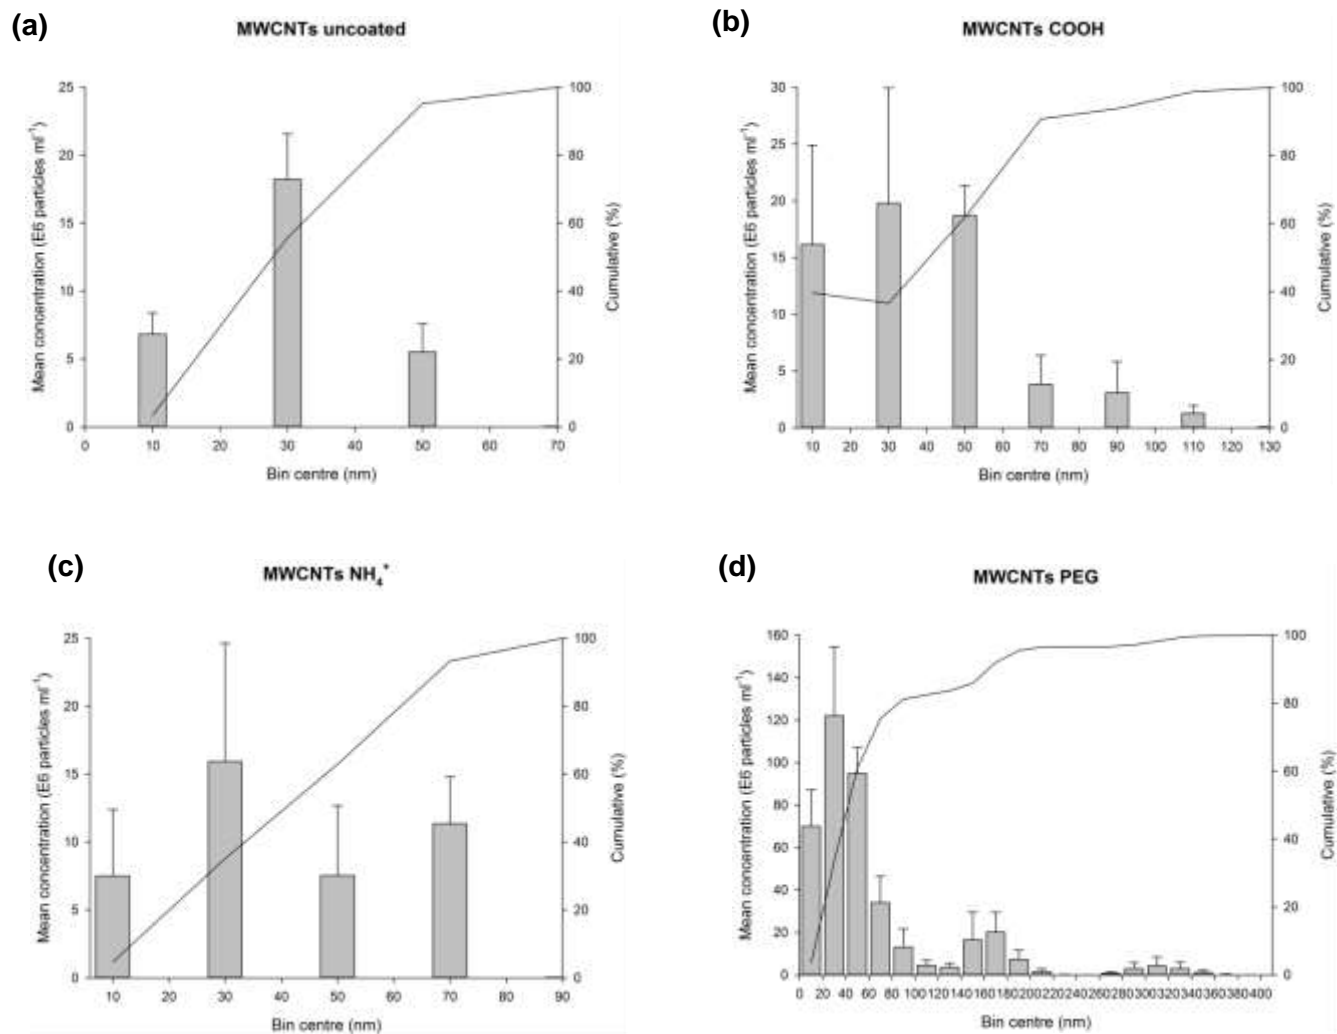 (a)
MWCNTs uncoated
Mean concentration (E6 particles ml⁻¹)
25
20
15
10
5
0
100
80
60
40
20
0
Cumulative (%)
0 10 20 30 40 50 60 70
Bin centre (nm)
(b)
MWCNTs COOH
Mean concentration (E6 particles ml⁻¹)
30
25
20
15
10
5
0
100
80
60
40
20
0
Cumulative (%)
10 20 30 40 50 60 70 80 90 100 110 120 130
Bin centre (nm)
(c)
MWCNTs NH₄⁺
Mean concentration (E6 particles ml⁻¹)
25
20
15
10
5
0
100
80
60
40
20
0
Cumulative (%)
10 20 30 40 50 60 70 80 90
Bin centre (nm)
(d)
MWCNTs PEG
Mean concentration (E6 particles ml⁻¹)
160
140
120
100
80
60
40
20
0
100
80
60
40
20
0
Cumulative (%)
0 20 40 60 80 100 120 140 160 180 200 220 240 260 280 300 320 340 360 380 400
Bin centre (nm)